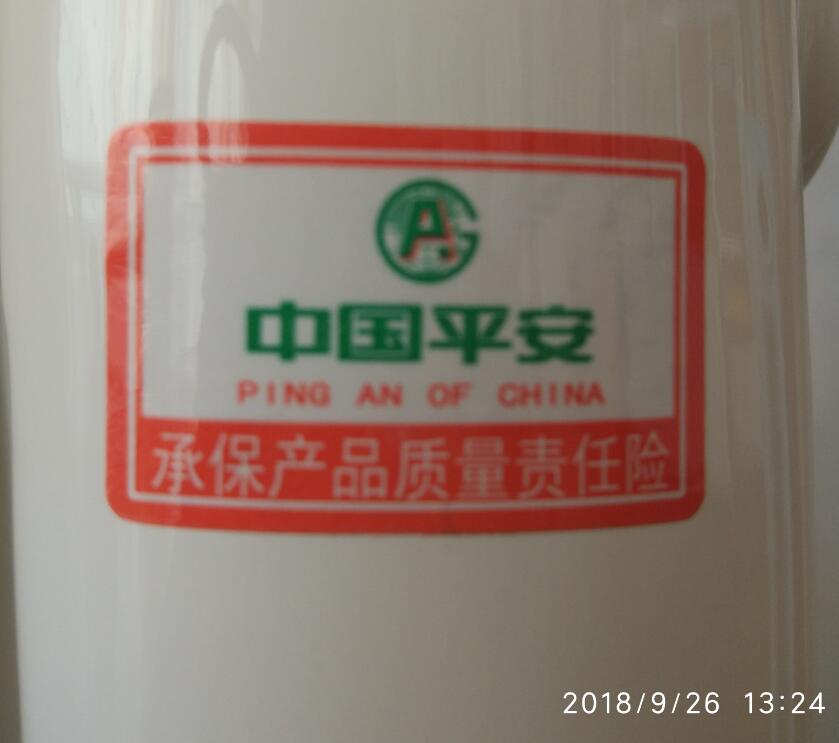 中国平安
PING AN OF CHINA
承保产品质量责任险
2018/9/26 13:24